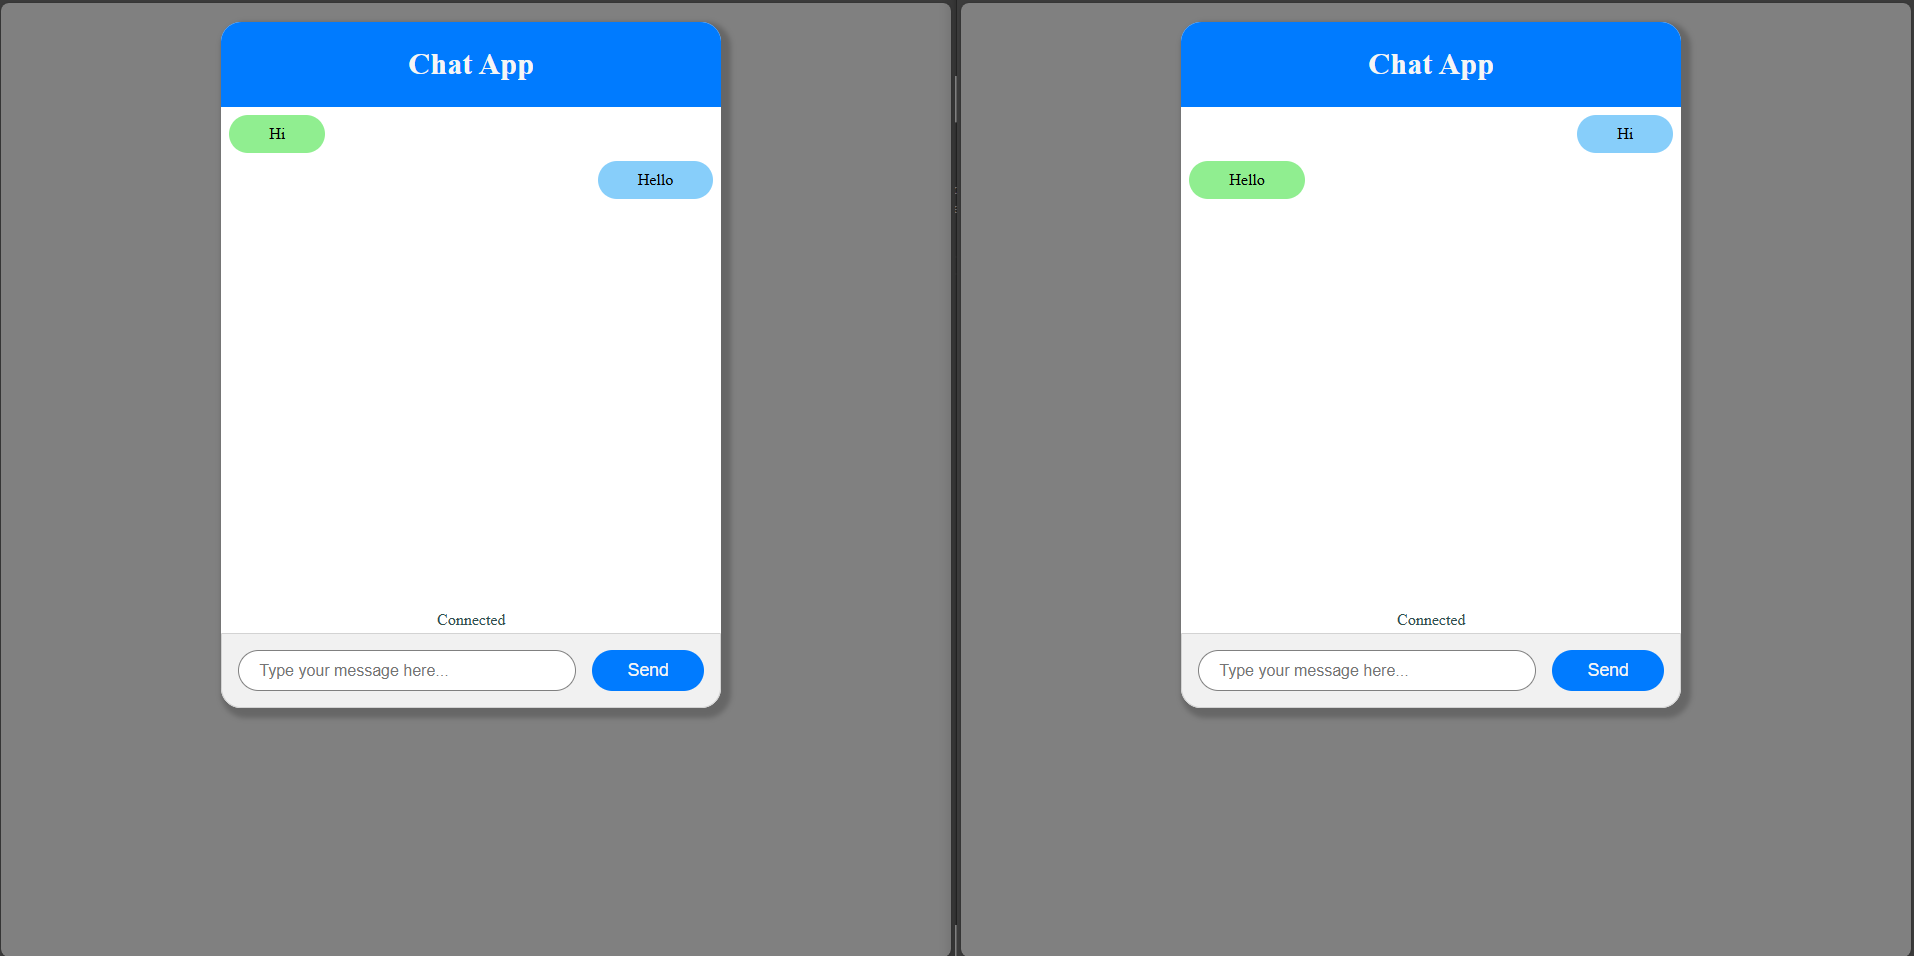 Chat App
Hi
Hello
Connected
Type your message here...
Send
Chat App
Hi
Hello
Connected
Type your message here...
Send